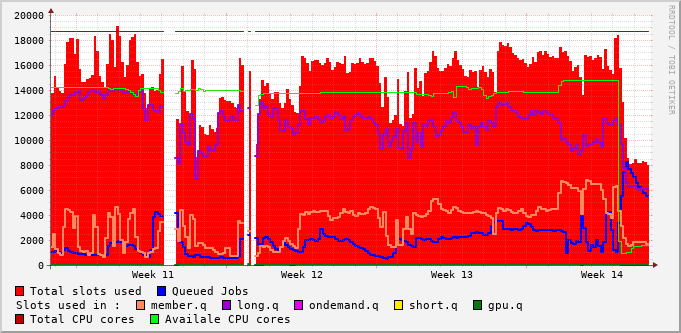 RRDTOOL / TOBI OETIKER
20000
18000
16000
14000
12000
10000
8000
6000
4000
2000
0
Week 11 Week 12 Week 13 Week 14
Total slots used Queued Jobs
Slots used in : member.q long.q ondemand.q short.q gpu.q
Total CPU cores Availale CPU cores